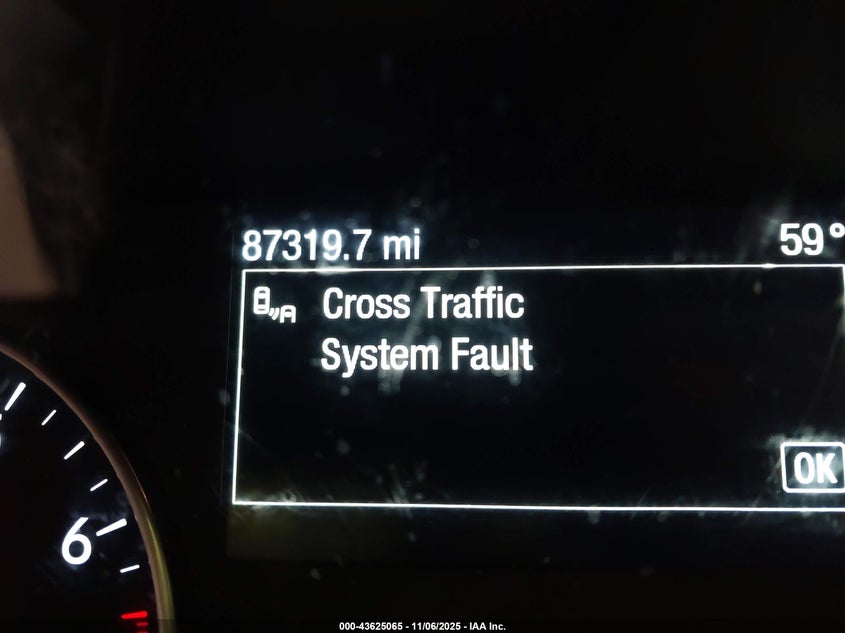 87319.7 mi 59°
Cross Traffic
System Fault
OK
6
000-43625065 - 11/06/2025 - IAA Inc.